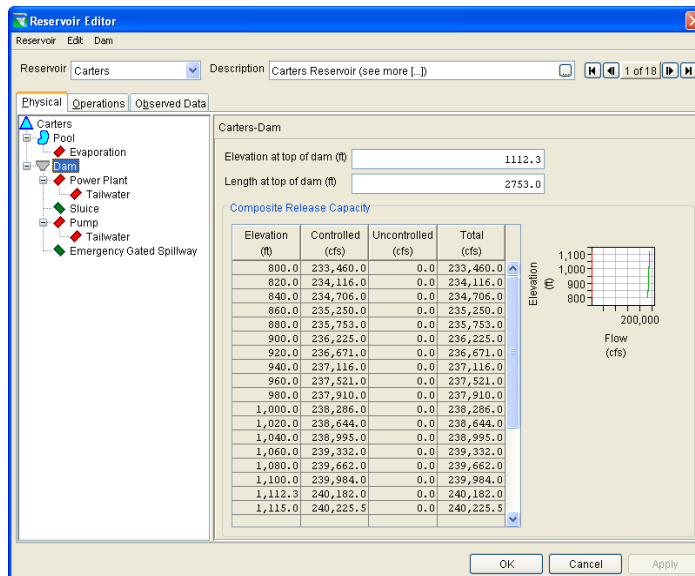 Reservoir Editor
Reservoir Edit Dam
Reservoir Carters Description Carters Reservoir (see more [...]) ... 1 of 18
Physical Operations Observed Data
Carters
Pool
Evaporation
Dam
Power Plant
Tailwater
Sluice
Pump
Tailwater
Emergency Gated Spillway
Carters-Dam
Elevation at top of dam (ft) 1112.3
Length at top of dam (ft) 2753.0
Composite Release Capacity
Elevation (ft) Controlled (cfs) Uncontrolled (cfs) Total (cfs)
800.0 233,460.0 0.0 233,460.0
820.0 234,116.0 0.0 234,116.0
840.0 234,706.0 0.0 234,706.0
860.0 235,250.0 0.0 235,250.0
880.0 235,753.0 0.0 235,753.0
900.0 236,225.0 0.0 236,225.0
920.0 236,671.0 0.0 236,671.0
940.0 237,116.0 0.0 237,116.0
960.0 237,521.0 0.0 237,521.0
980.0 237,910.0 0.0 237,910.0
1,000.0 238,286.0 0.0 238,286.0
1,020.0 238,644.0 0.0 238,644.0
1,040.0 238,995.0 0.0 238,995.0
1,060.0 239,332.0 0.0 239,332.0
1,080.0 239,662.0 0.0 239,662.0
1,100.0 239,984.0 0.0 239,984.0
1,112.3 240,182.0 0.0 240,182.0
1,115.0 240,225.5 0.0 240,225.5
Elevation
(ft)
1,100
1,000
900
800
200,000
Flow
(cfs)
OK Cancel Apply